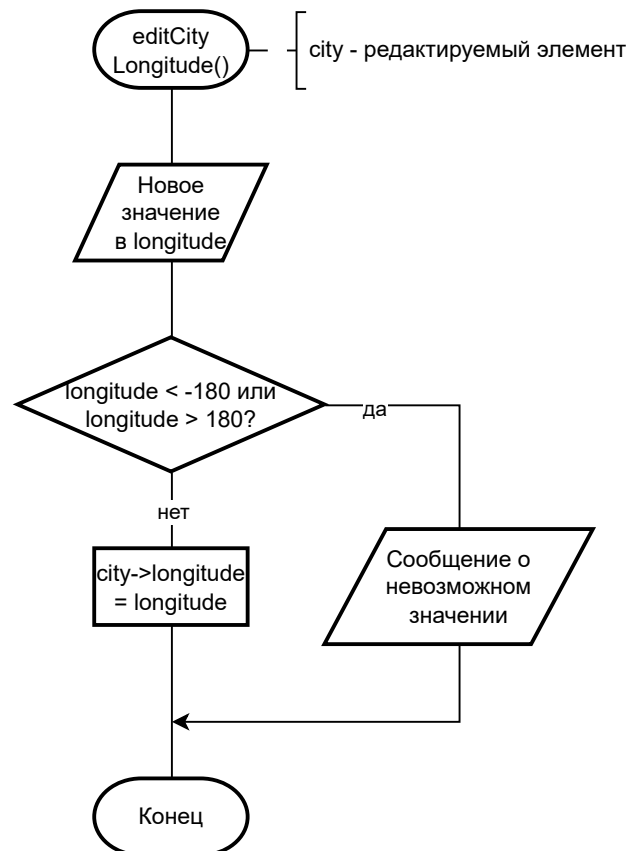 editCity
Longitude()
city - редактируемый элемент
Новое
значение
в longitude
longitude < -180 или
longitude > 180?
да
нет
city->longitude
= longitude
Сообщение о
невозможном
значении
Конец